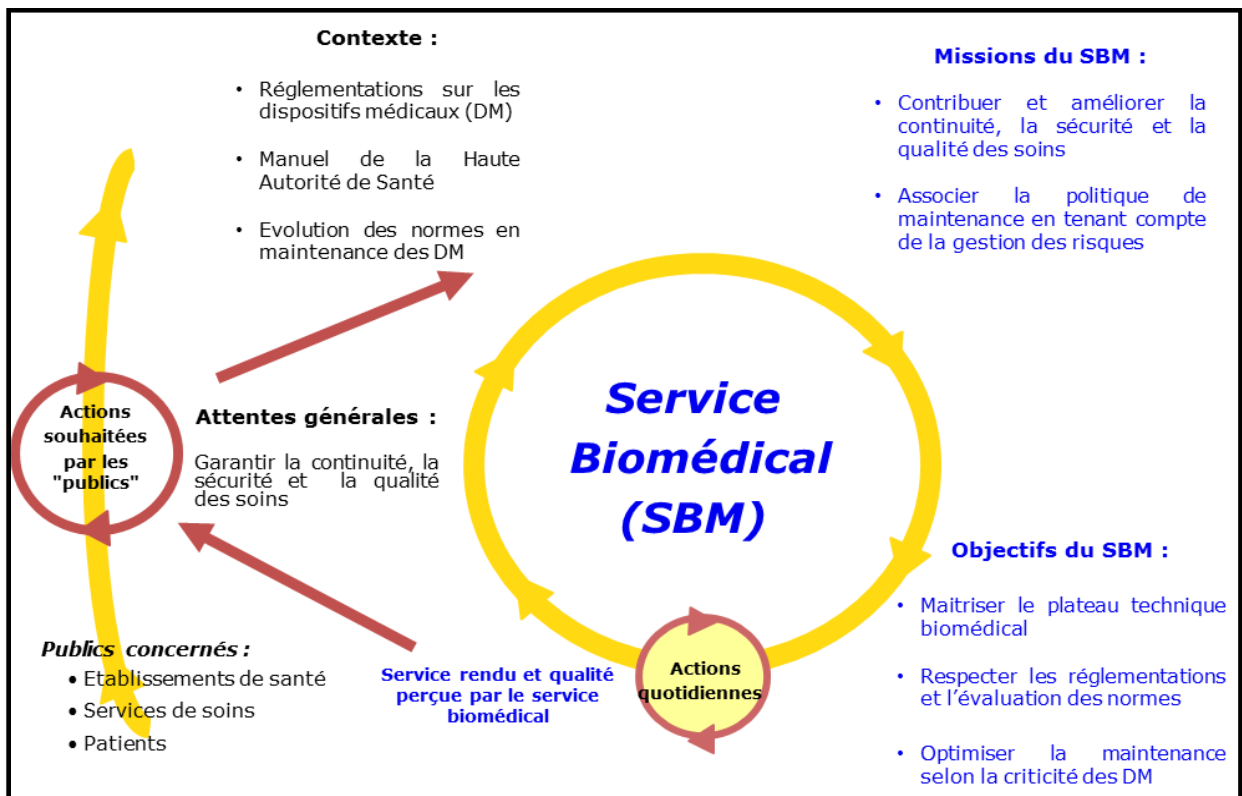 Contexte :
• Réglementations sur les
dispositifs médicaux (DM)
• Manuel de la Haute
Autorité de Santé
• Evolution des normes en
maintenance des DM
Missions du SBM :
• Contribuer et améliorer la
continuité, la sécurité et la
qualité des soins
• Associer la politique de
maintenance en tenant compte
de la gestion des risques
Actions
souhaitées
par les
"publics"
Attentes générales :
Garantir la continuité, la
sécurité et la qualité
des soins
Service
Biomédical
(SBM)
Objectifs du SBM :
• Maitriser le plateau technique
biomédical
• Respecter les réglementations
et l’évaluation des normes
• Optimiser la maintenance
selon la criticité des DM
Publics concernés :
• Etablissements de santé
• Services de soins
• Patients
Service rendu et qualité
perçue par le service
biomédical
Actions
quotidiennes